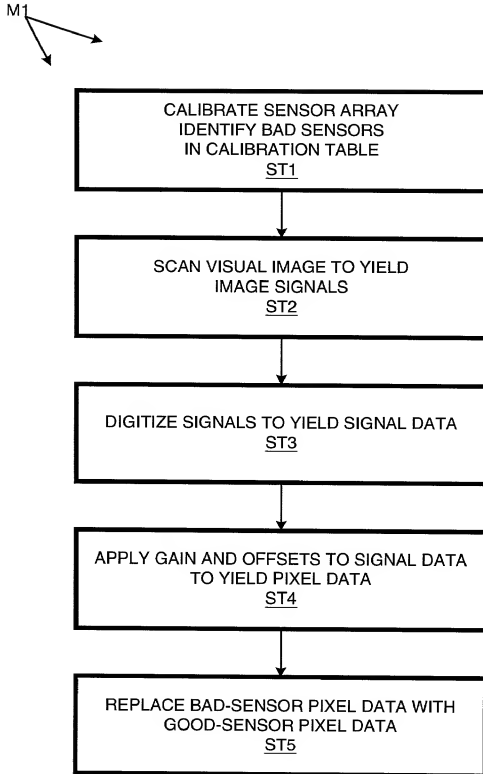 M1
CALIBRATE SENSOR ARRAY
IDENTIFY BAD SENSORS
IN CALIBRATION TABLE
ST1
SCAN VISUAL IMAGE TO YIELD
IMAGE SIGNALS
ST2
DIGITIZE SIGNALS TO YIELD SIGNAL DATA
ST3
APPLY GAIN AND OFFSETS TO SIGNAL DATA
TO YIELD PIXEL DATA
ST4
REPLACE BAD-SENSOR PIXEL DATA WITH
GOOD-SENSOR PIXEL DATA
ST5